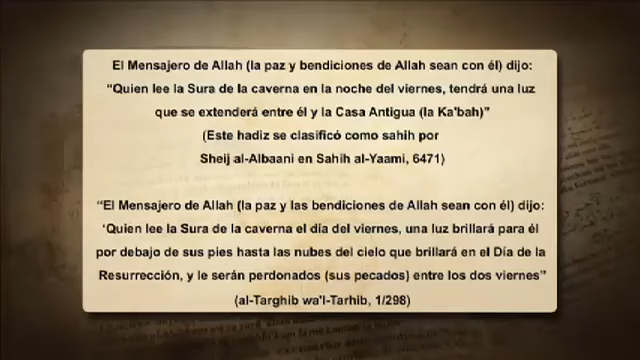 El Mensajero de Allah (la paz y bendiciones de Allah sean con él) dijo:
“Quien lee la Sura de la caverna en la noche del viernes, tendrá una luz
que se extenderá entre él y la Casa Antigua (la Ka'bah)”
(Este hadiz se clasificó como sahih por
Sheij al-Albaani en Sahih al-Yaami, 6471)
“El Mensajero de Allah (la paz y las bendiciones de Allah sean con él) dijo:
‘Quien lee la Sura de la caverna el día del viernes, una luz brillará para él
por debajo de sus pies hasta las nubes del cielo que brillará en el Día de la
Resurrección, y le serán perdonados (sus pecados) entre los dos viernes”
(al-Targhib wa'l-Tarhib, 1/298)